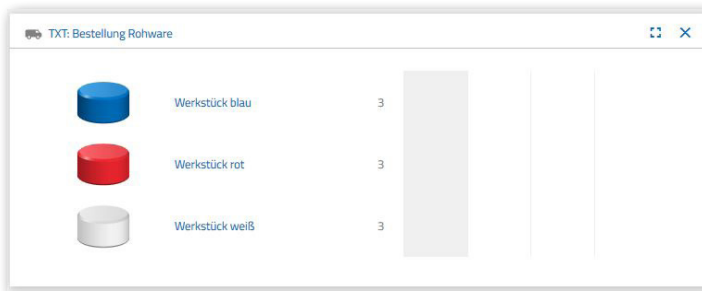 TXT: Bestellung Rohware
Werkstück blau 3
Werkstück rot 3
Werkstück weiß 3